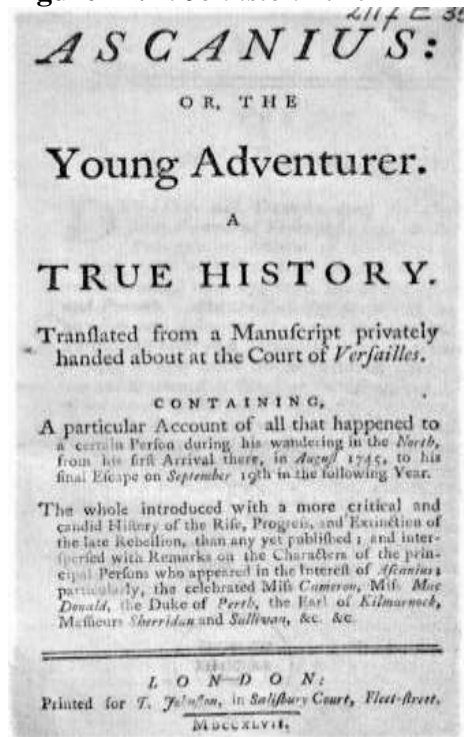 2117 E 35
ASCANIUS:
OR, THE
Young Adventurer.
A
TRUE HISTORY.
Tranſlated from a Manuſcript privately
handed about at the Court of Verſailles.
CONTAINING,
A particular Account of all that happened to
a certain Perſon during his wandering in the North,
from his firſt Arrival there, in Auguſt 1745, to his
final Eſcape on September 19th in the following Year.
The whole introduced with a more critical and
candid Hiſtory of the Riſe, Progreſs, and Extinction of
the late Rebellion, than any yet publiſhed; and inter-
ſperſed with Remarks on the Characters of the prin-
cipal Perſons who appeared in the Intereſt of Aſcanius;
particularly, the celebrated Miſs Cameron, Miſs Mac
Donald, the Duke of Perth, the Earl of Kilmarnock,
Meſſieurs Sherridan and Sullivan, &c. &c.
LONDON:
Printed for T. Johnſton, in Saliſbury Court, Fleet-ſtreet.
MDCCXLVII.